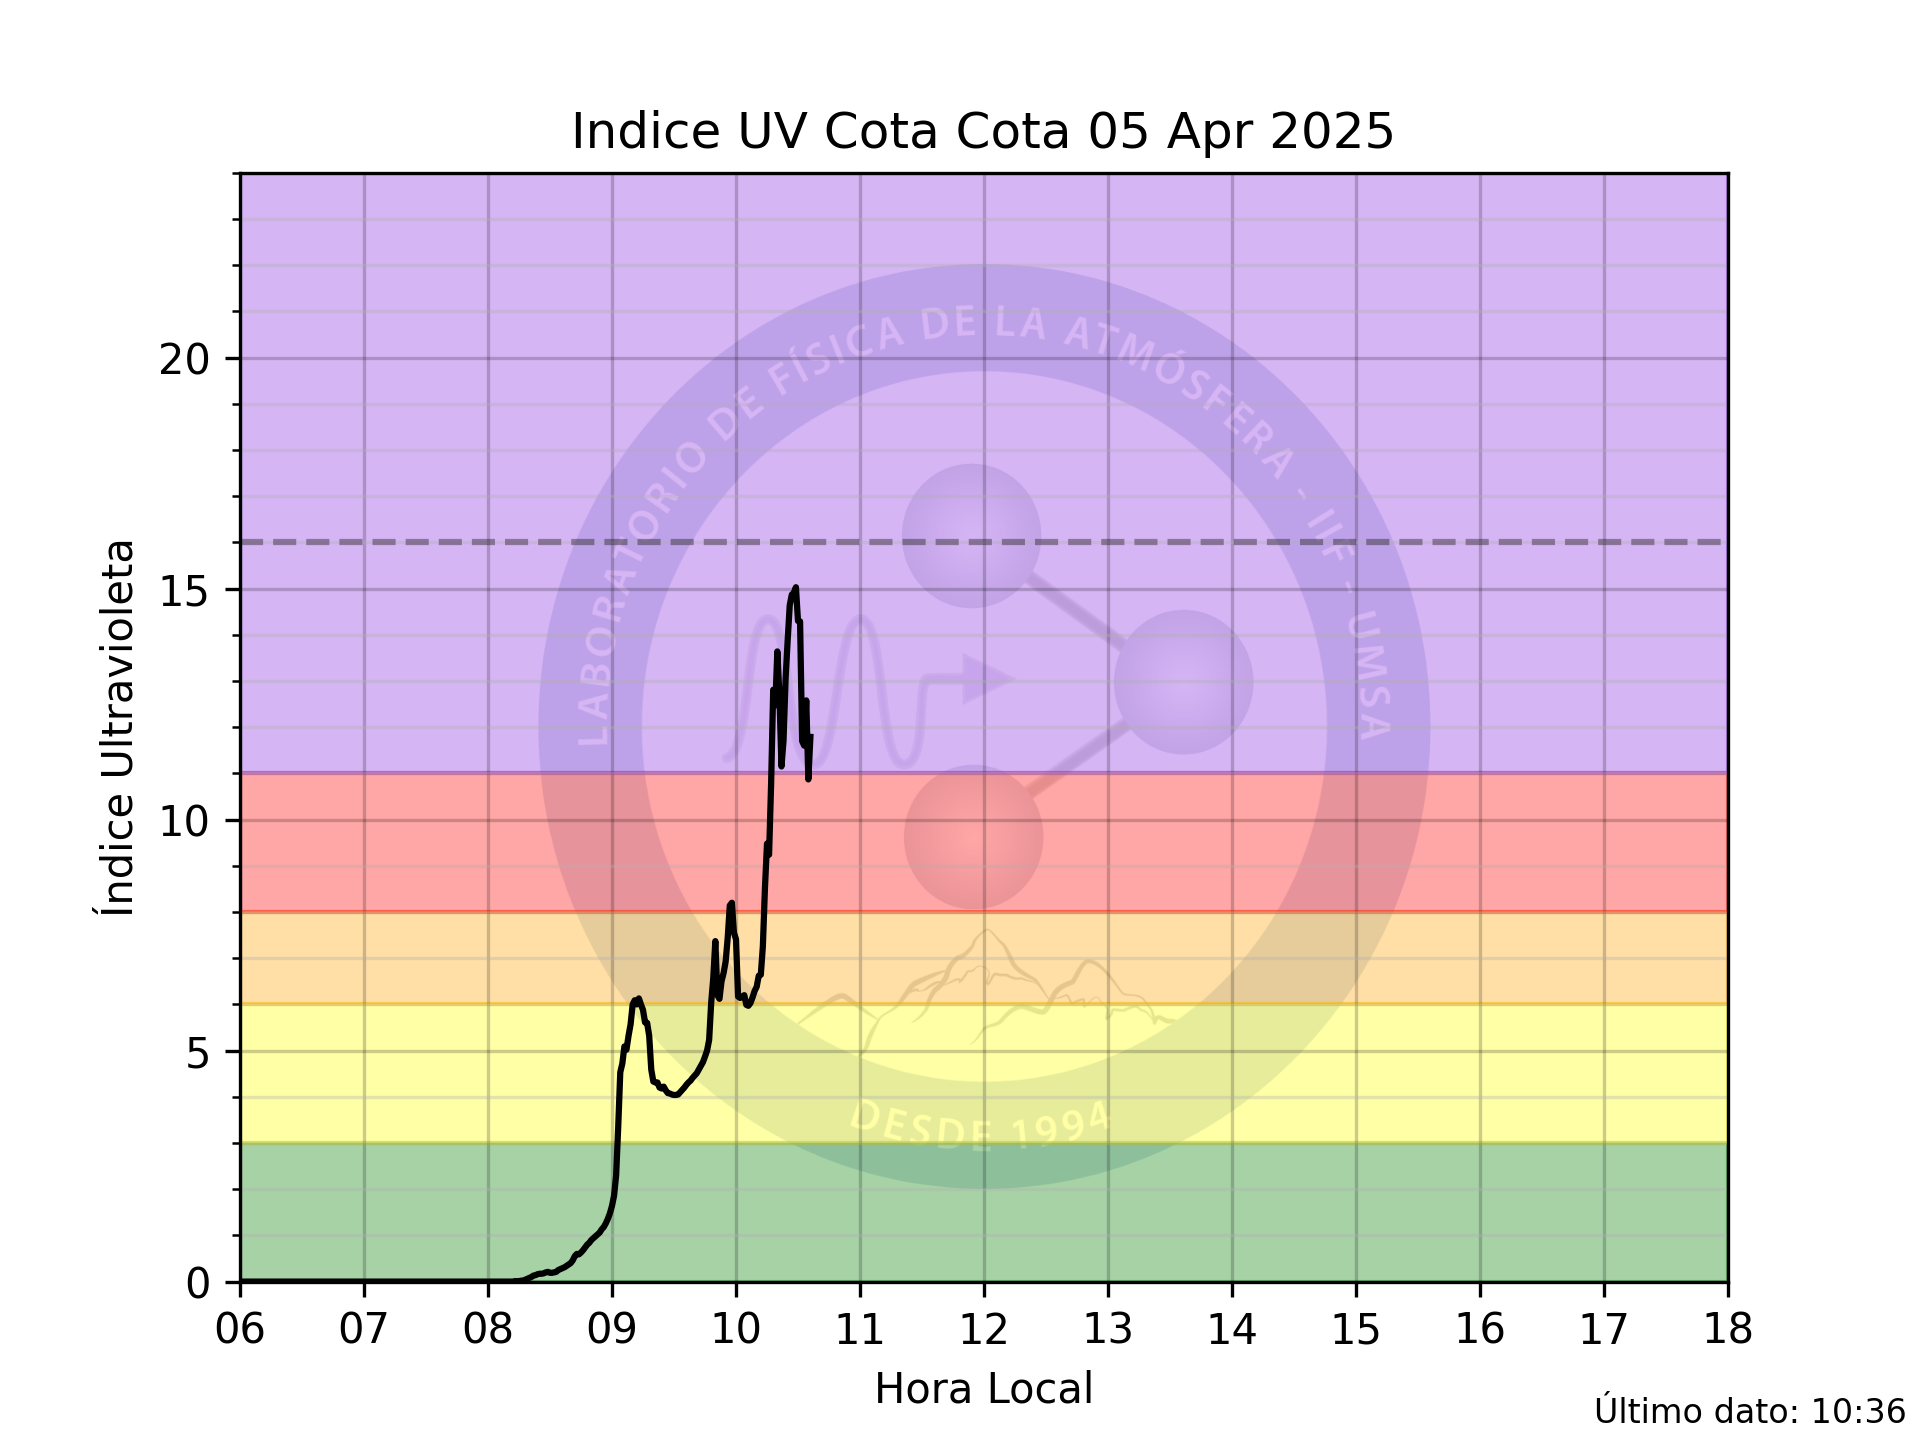 Indice UV Cota Cota 05 Apr 2025
20
15
10
5
0
Índice Ultravioleta
LABORATORIO DE FÍSICA DE LA ATMÓSFERA - IIF - UMSA
DESDE 1994
06 07 08 09 10 11 12 13 14 15 16 17 18
Hora Local
Último dato: 10:36